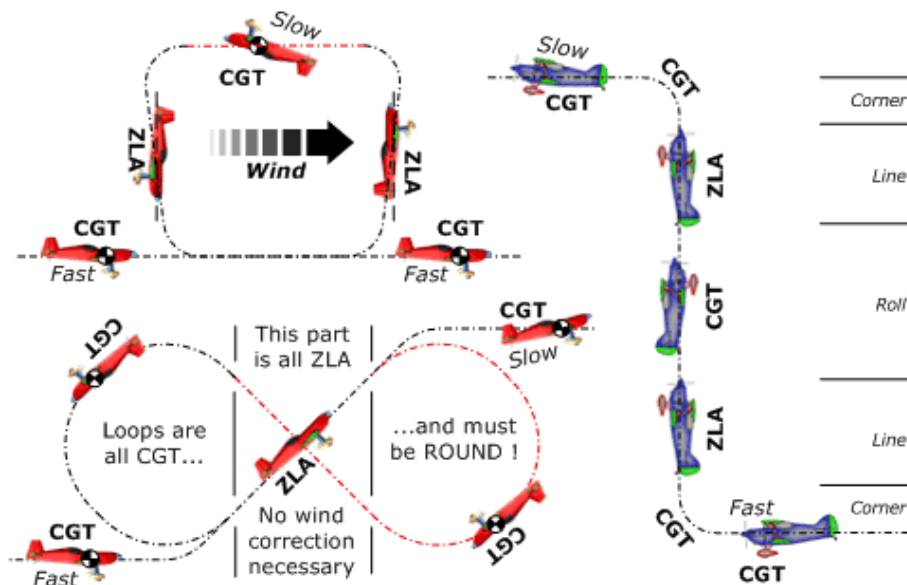 Slow
CGT
ZLA
Wind
ZLA
CGT
Fast
CGT
Fast
Slow
CGT
CGT
Corner
ZLA
Line
CGT
Roll
ZLA
Line
CGT
Fast
CGT
Corner
CGT
This part
is all ZLA
CGT
Slow
Loops are
all CGT...
ZLA
...and must
be ROUND !
CGT
Fast
No wind
correction
necessary
CGT